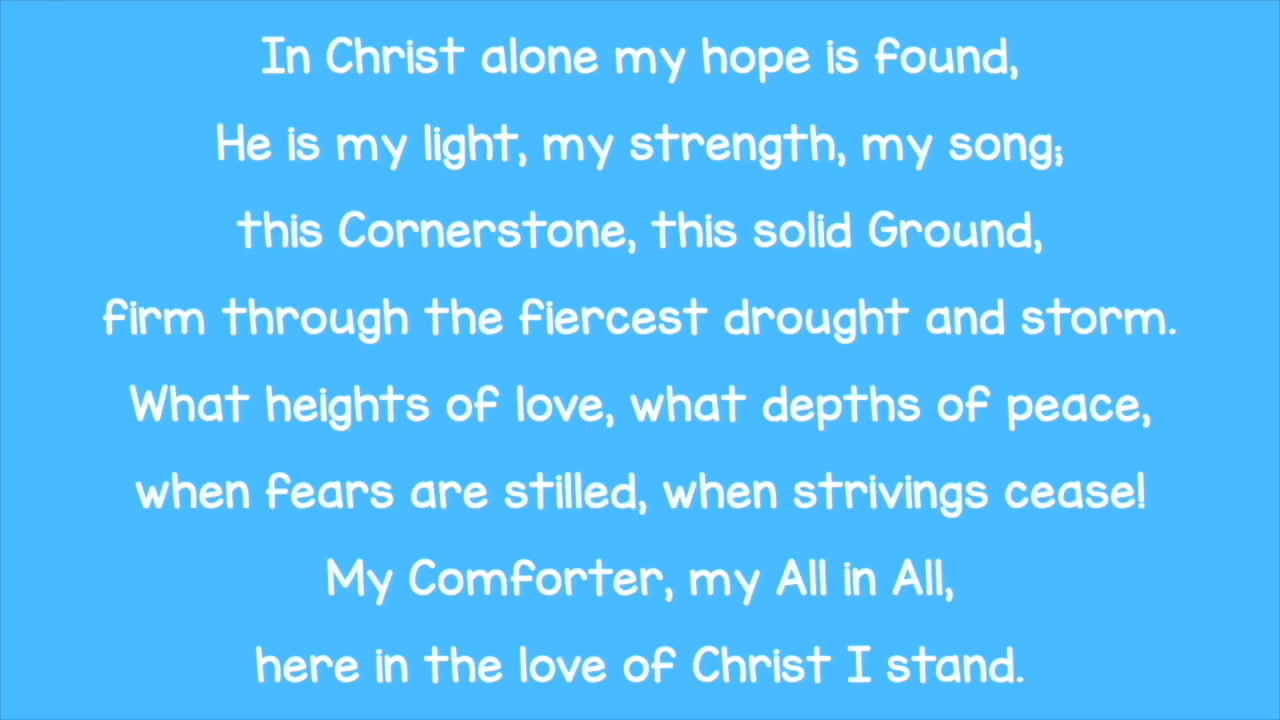 In Christ alone my hope is found,
He is my light, my strength, my song;
this Cornerstone, this solid Ground,
firm through the fiercest drought and storm.
What heights of love, what depths of peace,
when fears are stilled, when strivings cease!
My Comforter, my All in All,
here in the love of Christ I stand.